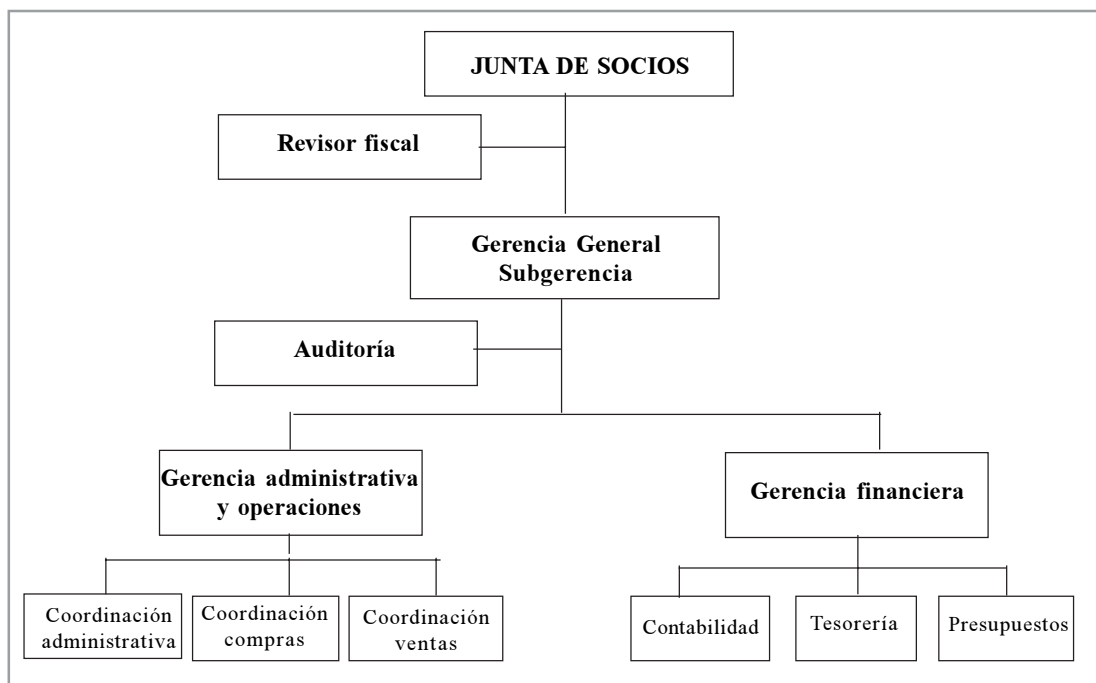 JUNTA DE SOCIOS
Revisor fiscal
Gerencia General
Subgerencia
Auditoría
Gerencia administrativa
y operaciones
Gerencia financiera
Coordinación
administrativa
Coordinación
compras
Coordinación
ventas
Contabilidad
Tesorería
Presupuestos